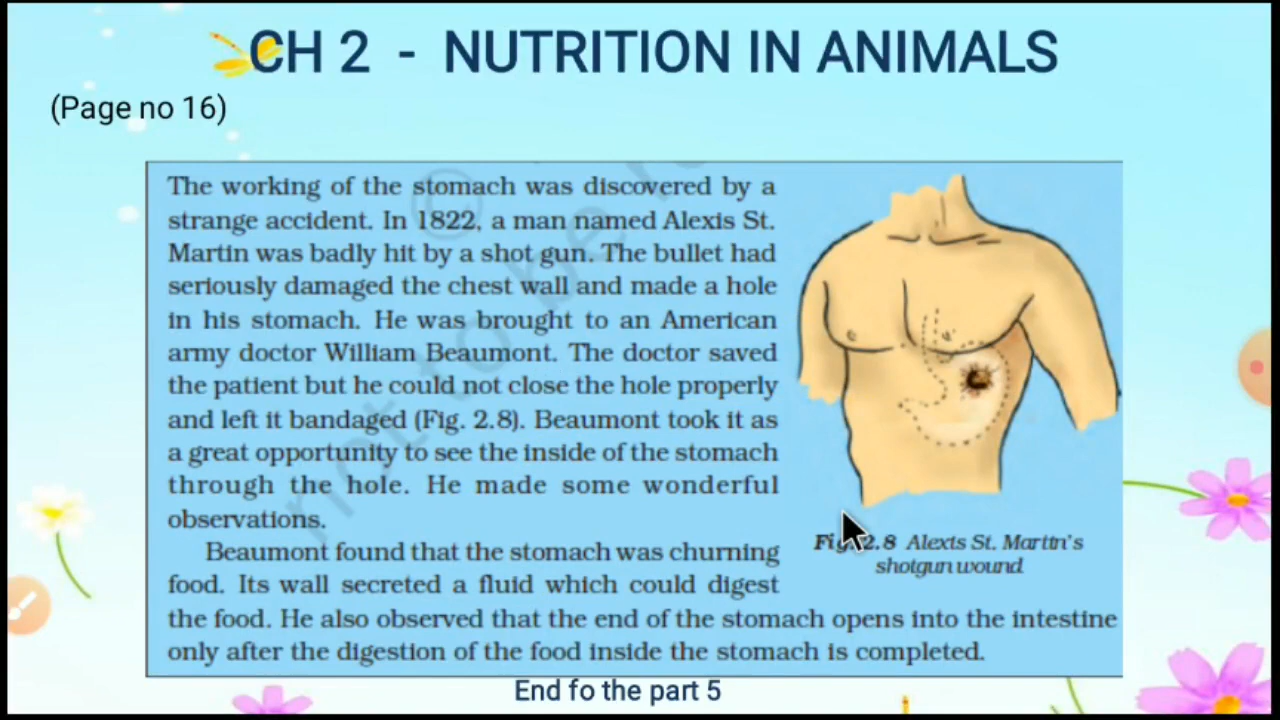 CH 2 - NUTRITION IN ANIMALS
(Page no 16)
The working of the stomach was discovered by a
strange accident. In 1822, a man named Alexis St.
Martin was badly hit by a shot gun. The bullet had
seriously damaged the chest wall and made a hole
in his stomach. He was brought to an American
army doctor William Beaumont. The doctor saved
the patient but he could not close the hole properly
and left it bandaged (Fig. 2.8). Beaumont took it as
a great opportunity to see the inside of the stomach
through the hole. He made some wonderful
observations.
Beaumont found that the stomach was churning
food. Its wall secreted a fluid which could digest
the food. He also observed that the end of the stomach opens into the intestine
only after the digestion of the food inside the stomach is completed.
Fig. 2.8 Alexis St. Martin's
shotgun wound
End fo the part 5
©
not to be re